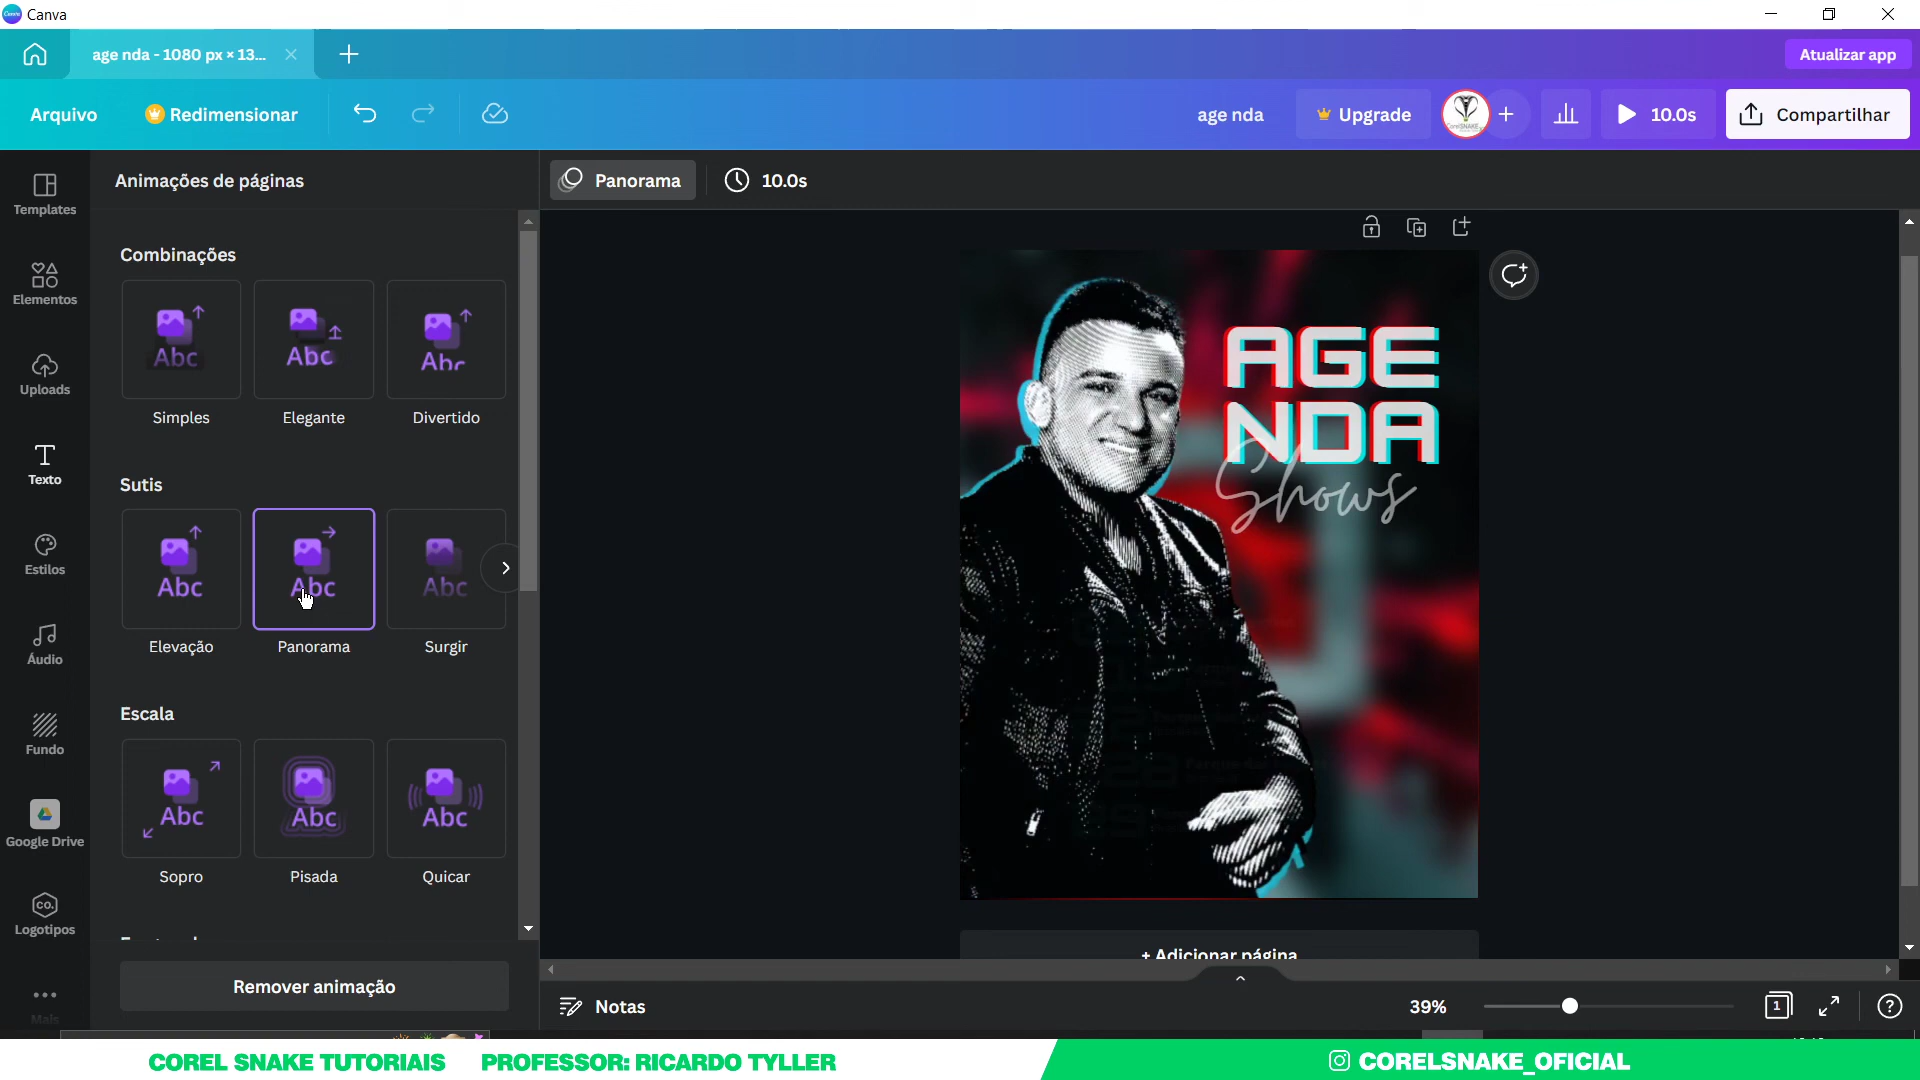 Canva
age nda - 1080 px × 13...
Atualizar app
Arquivo
Redimensionar
age nda
Upgrade
10.0s
Compartilhar
Templates
Elementos
Uploads
Texto
Estilos
Áudio
Fundo
Google Drive
CO.
Logotipos
Mais
Animações de páginas
Combinações
Abc
Abc
Abc
Simples
Elegante
Divertido
Sutis
Abc
Abc
Abc
Elevação
Panorama
Surgir
Escala
Abc
Abc
Abc
Sopro
Pisada
Quicar
Remover animação
Panorama
10.0s
AGE
NDA
Shows
+ Adicionar página
Notas
39%
1
?
COREL SNAKE TUTORIAIS
PROFESSOR: RICARDO TYLLER
CORELSNAKE_OFICIAL